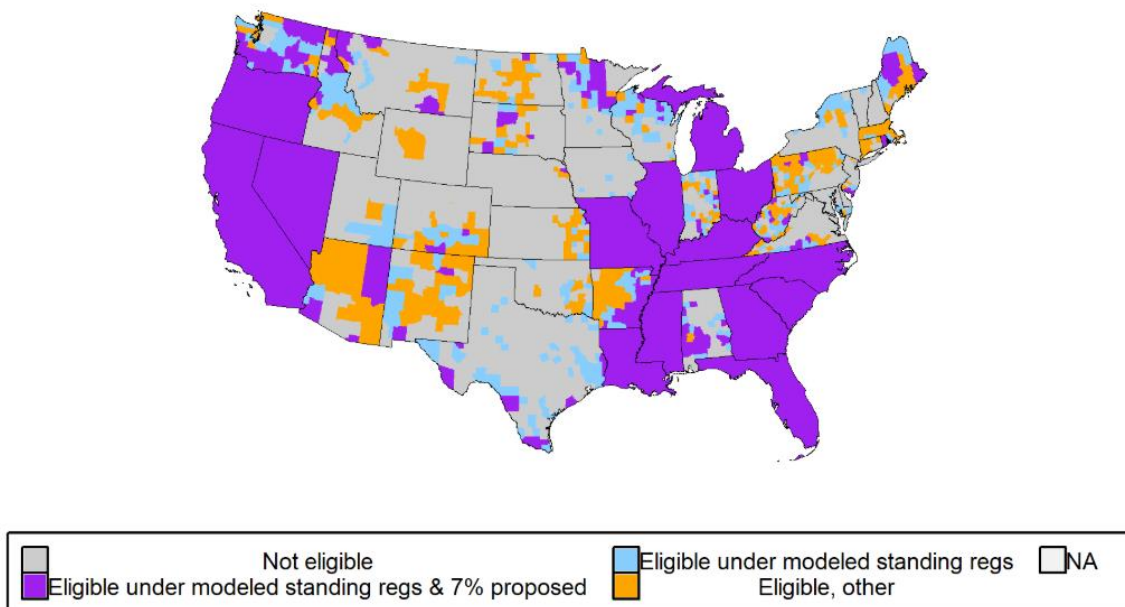 Not eligible
Eligible under modeled standing regs
NA
Eligible under modeled standing regs & 7% proposed
Eligible, other